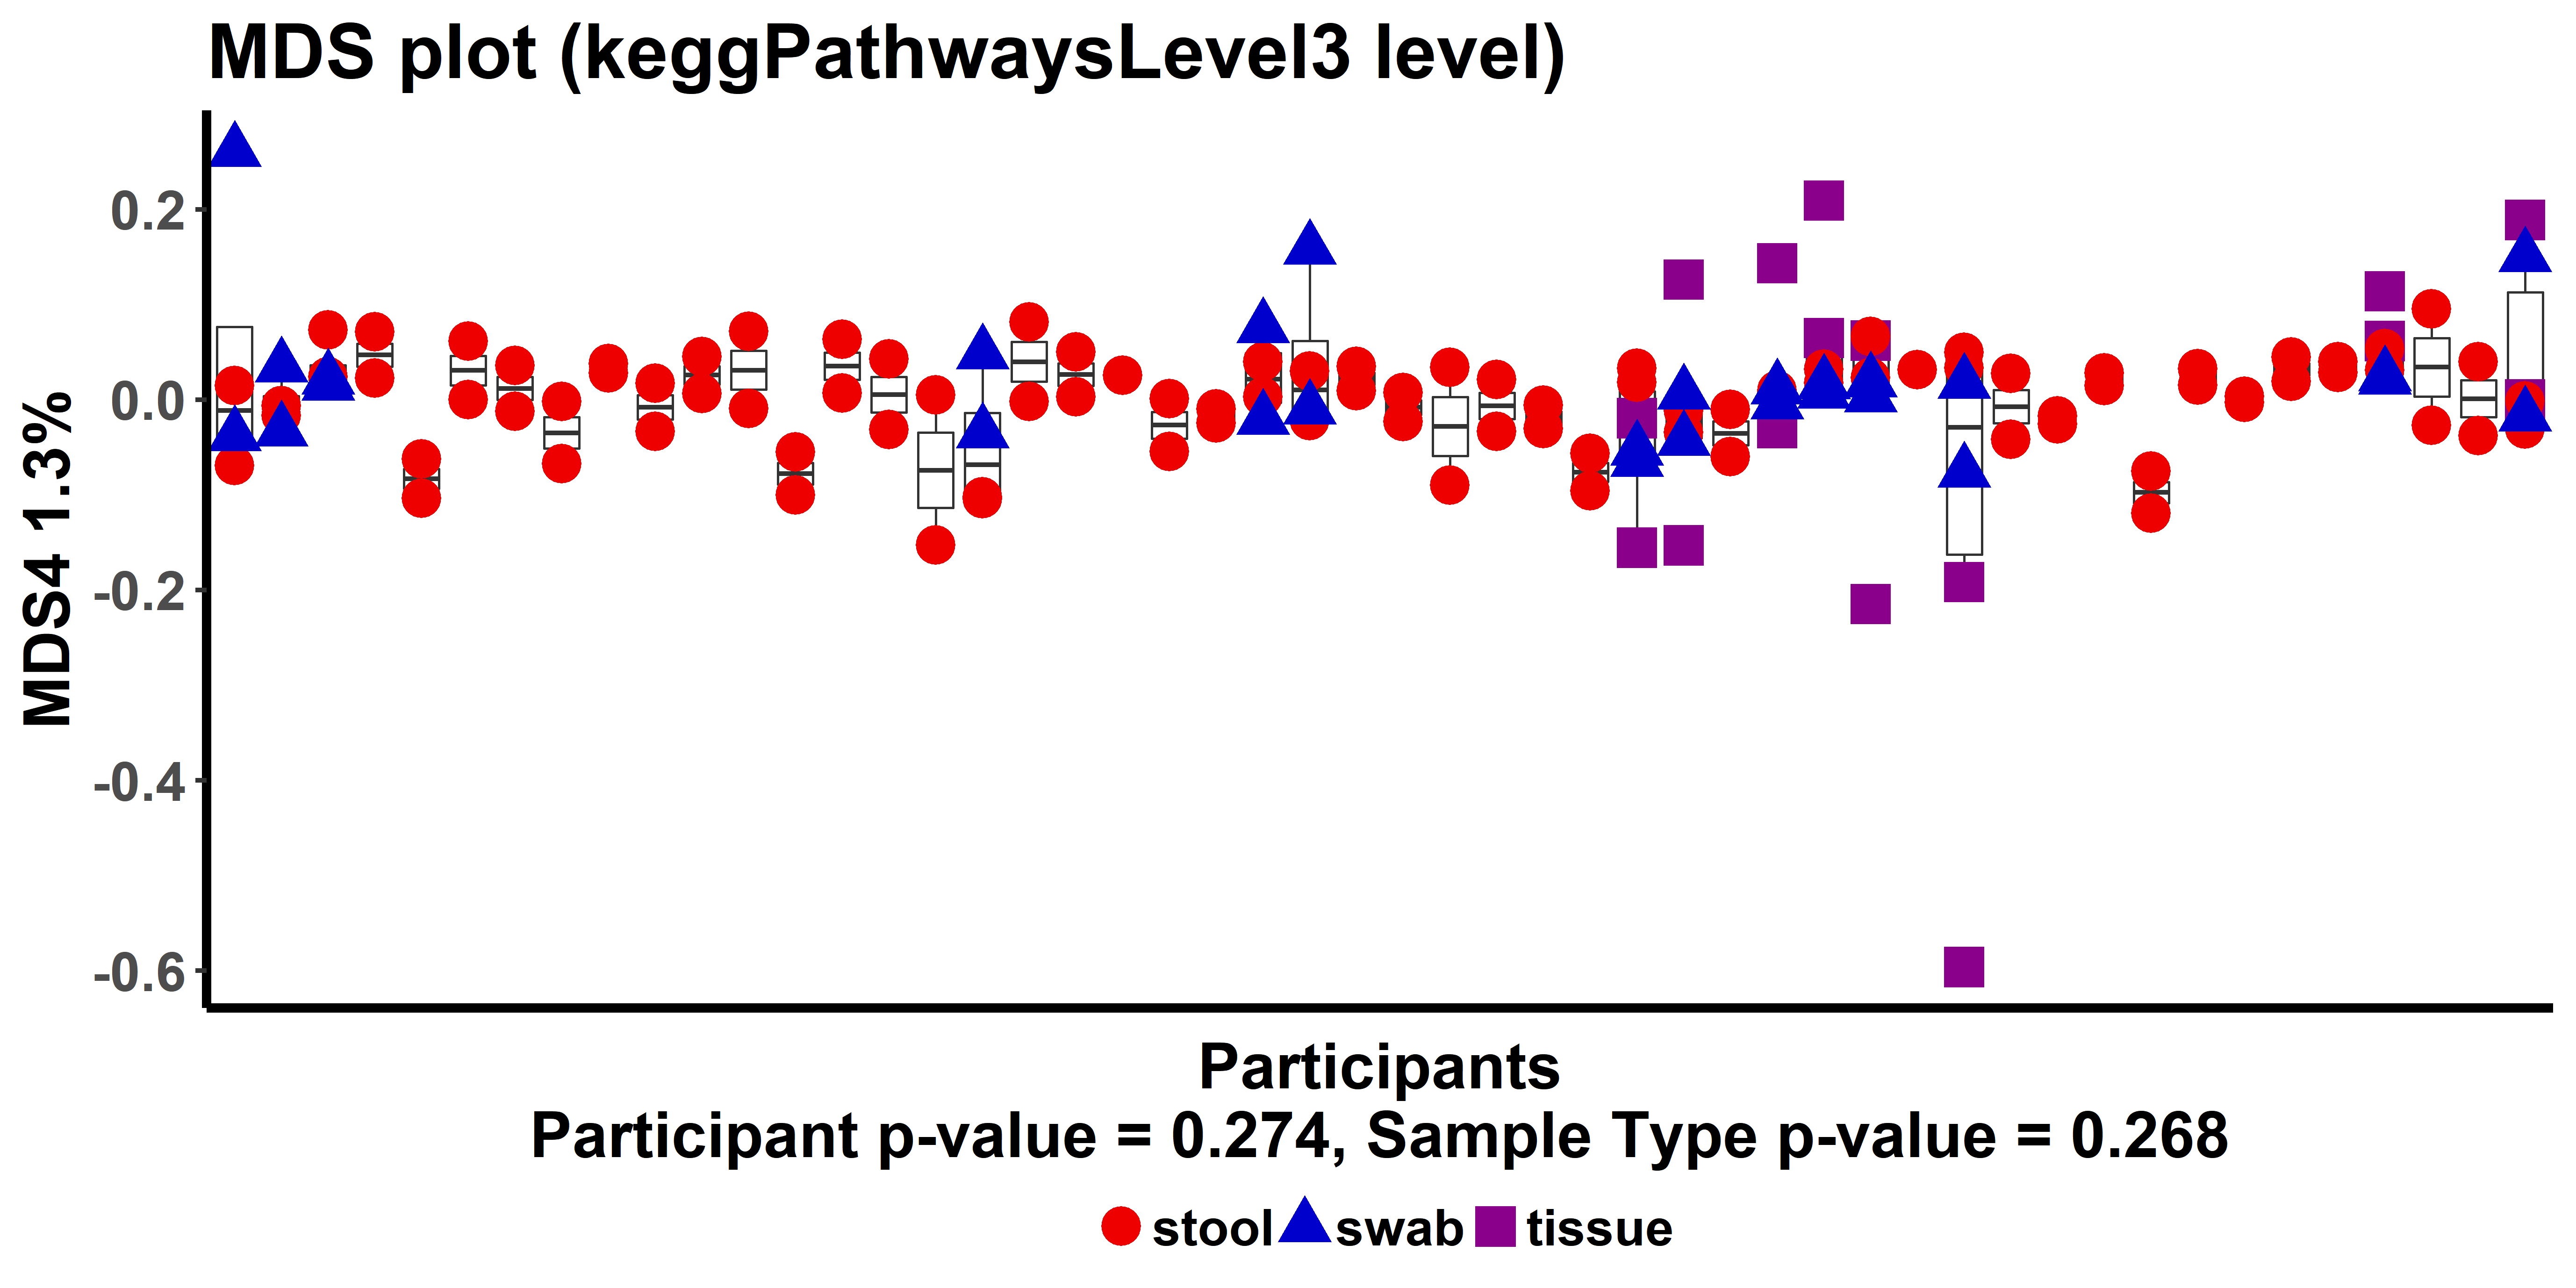 MDS plot (keggPathwaysLevel3 level)
MDS4 1.3%
0.2
0.0
-0.2
-0.4
-0.6
Participants
Participant p-value = 0.274, Sample Type p-value = 0.268
stool swab tissue